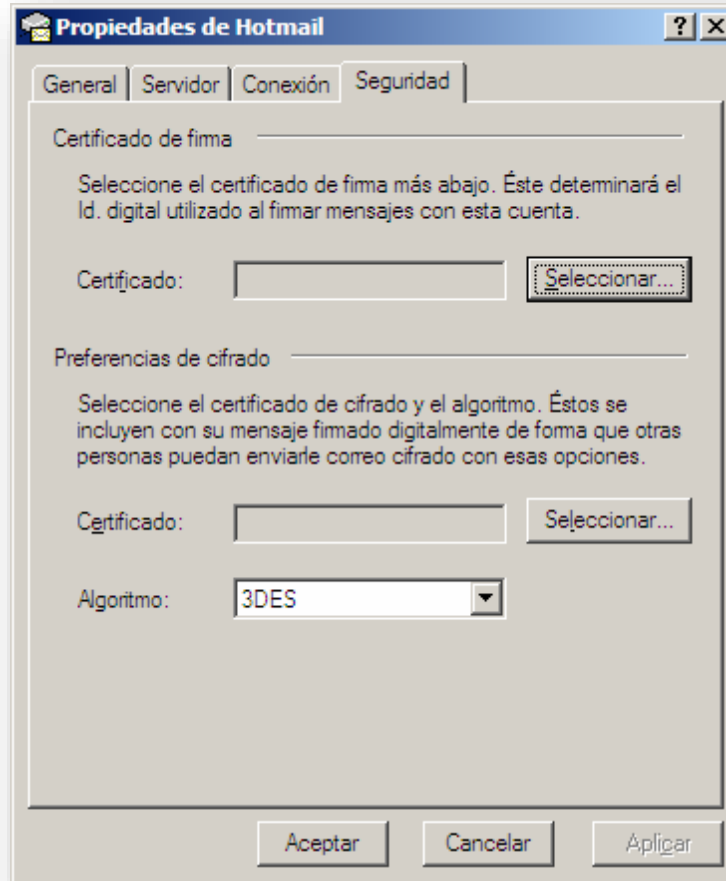 Propiedades de Hotmail
General Servidor Conexión Seguridad
Certificado de firma
Seleccione el certificado de firma más abajo. Éste determinará el
Id. digital utilizado al firmar mensajes con esta cuenta.
Certificado: Seleccionar...
Preferencias de cifrado
Seleccione el certificado de cifrado y el algoritmo. Éstos se
incluyen con su mensaje firmado digitalmente de forma que otras
personas puedan enviarle correo cifrado con esas opciones.
Certificado: Seleccionar...
Algoritmo: 3DES
Aceptar Cancelar Aplicar